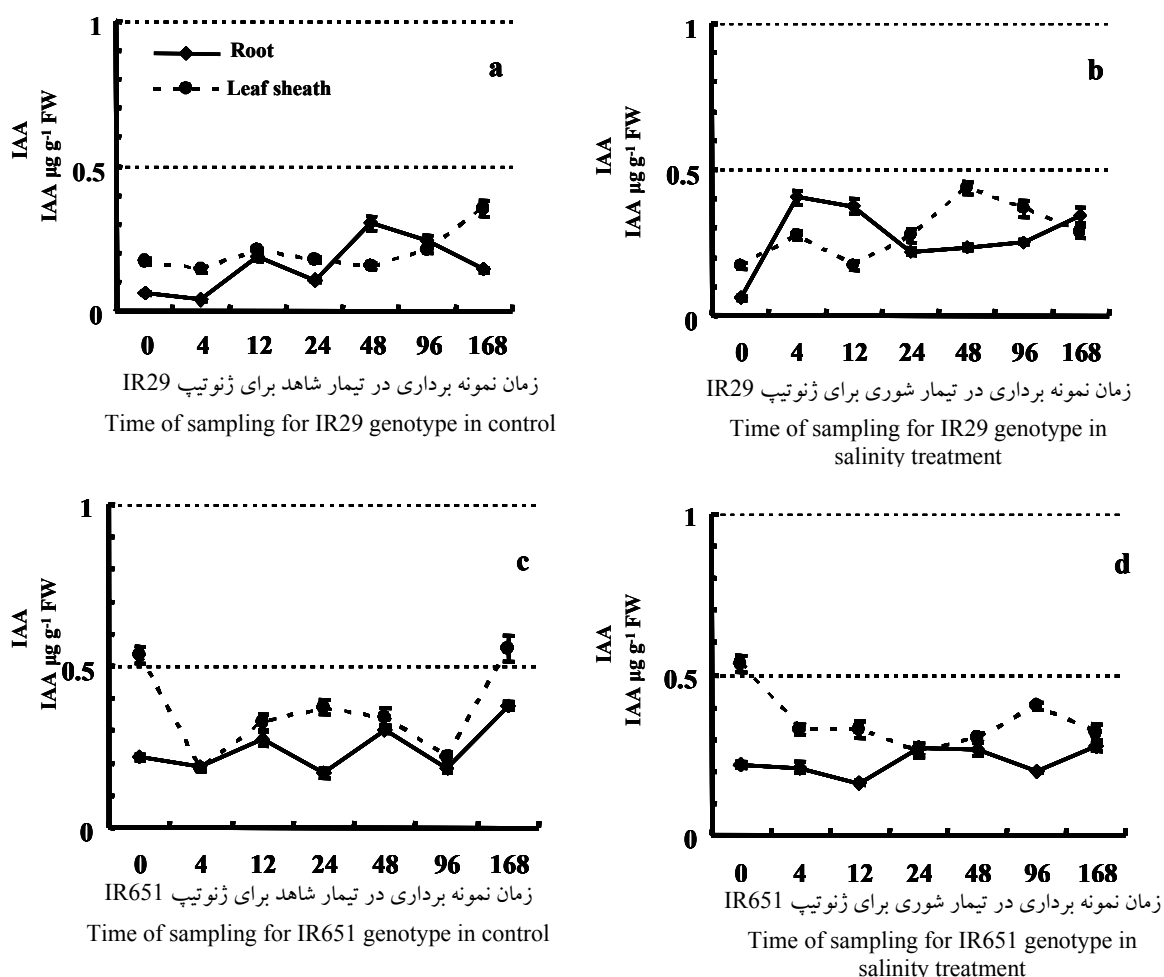 1
Root
Leaf sheath
a
IAA
IAA µg g-1 FW
0.5
0
0 4 12 24 48 96 168
زمان نمونه برداری در تیمار شاهد برای ژنوتیپ IR29
Time of sampling for IR29 genotype in control
1
b
IAA
IAA µg g-1 FW
0.5
0
0 4 12 24 48 96 168
زمان نمونه برداری در تیمار شوری برای ژنوتیپ IR29
Time of sampling for IR29 genotype in
salinity treatment
1
c
IAA
IAA µg g-1 FW
0.5
0
0 4 12 24 48 96 168
زمان نمونه برداری در تیمار شاهد برای ژنوتیپ IR651
Time of sampling for IR651 genotype in control
1
d
IAA
IAA µg g-1 FW
0.5
0
0 4 12 24 48 96 168
زمان نمونه برداری در تیمار شوری برای ژنوتیپ IR651
Time of sampling for IR651 genotype in
salinity treatment